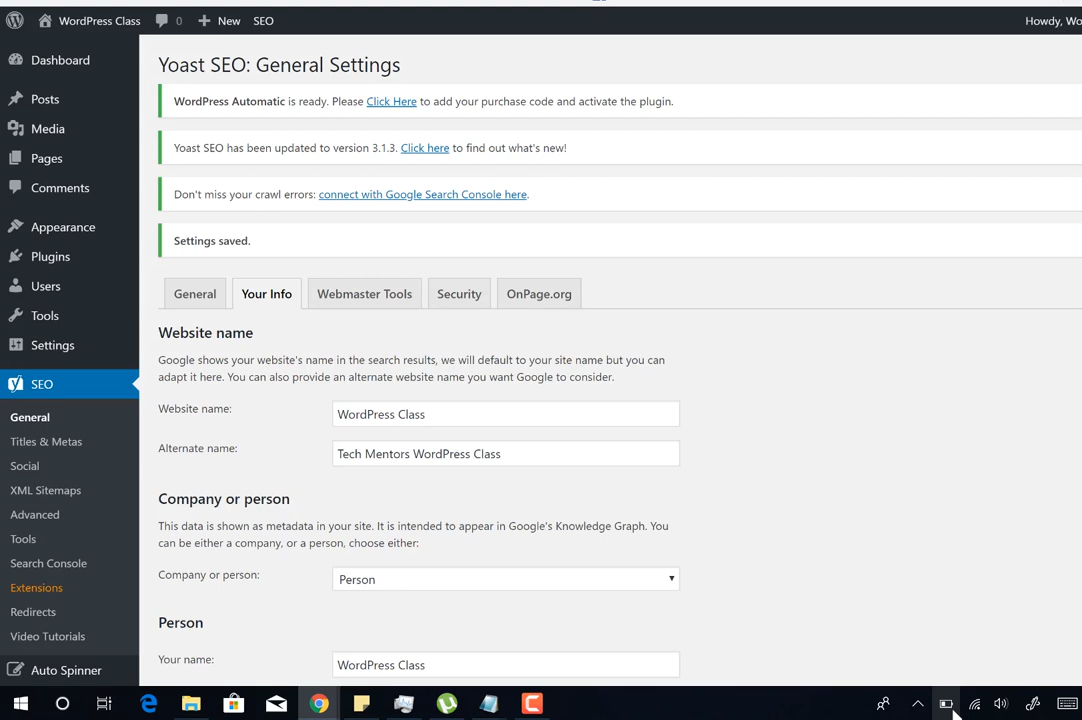 WordPress Class 0 New SEO Howdy, Wo
Dashboard
Posts
Media
Pages
Comments
Appearance
Plugins
Users
Tools
Settings
SEO
General
Titles & Metas
Social
XML Sitemaps
Advanced
Tools
Search Console
Extensions
Redirects
Video Tutorials
Auto Spinner
Yoast SEO: General Settings
WordPress Automatic is ready. Please Click Here to add your purchase code and activate the plugin.
Yoast SEO has been updated to version 3.1.3. Click here to find out what's new!
Don't miss your crawl errors: connect with Google Search Console here.
Settings saved.
General Your Info Webmaster Tools Security OnPage.org
Website name
Google shows your website's name in the search results, we will default to your site name but you can
adapt it here. You can also provide an alternate website name you want Google to consider.
Website name: WordPress Class
Alternate name: Tech Mentors WordPress Class
Company or person
This data is shown as metadata in your site. It is intended to appear in Google's Knowledge Graph. You
can be either a company, or a person, choose either:
Company or person: Person
Person
Your name: WordPress Class